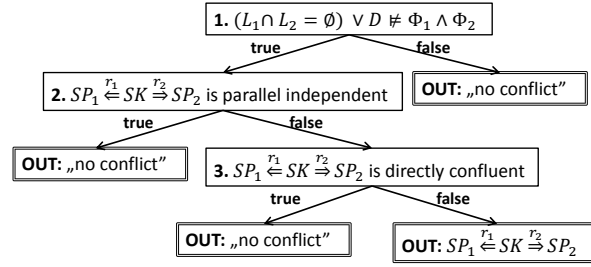 1. (L₁∩ L₂ = ∅) ∨ D ⊭ Φ₁ ∧ Φ₂
true false
2. SP₁ ⇐ʳ¹ SK ⇒ʳ² SP₂ is parallel independent
OUT: „no conflict”
true false
OUT: „no conflict”
3. SP₁ ⇐ʳ¹ SK ⇒ʳ² SP₂ is directly confluent
true false
OUT: „no conflict”
OUT: SP₁ ⇐ʳ¹ SK ⇒ʳ² SP₂